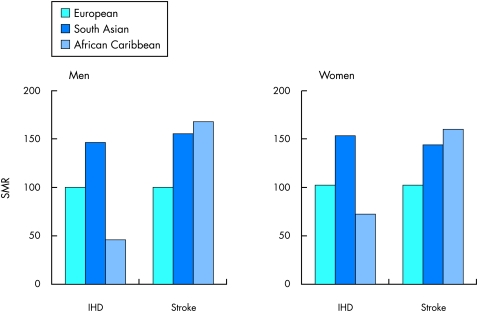 European
South Asian
African Caribbean
Men
Women
SMR
200
150
100
50
0
IHD
Stroke
200
150
100
50
0
IHD
Stroke